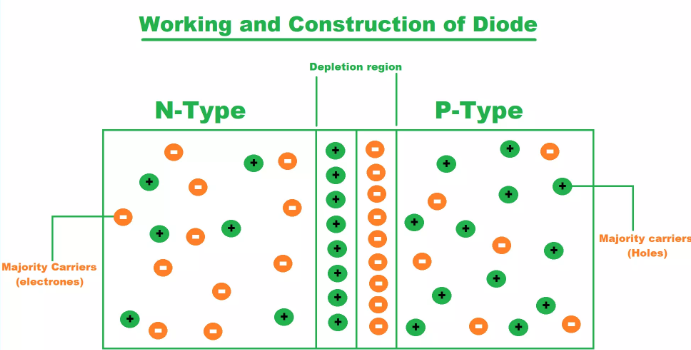 Working and Construction of Diode
Depletion region
N-Type
P-Type
Majority Carriers
(electrones)
Majority carriers
(Holes)